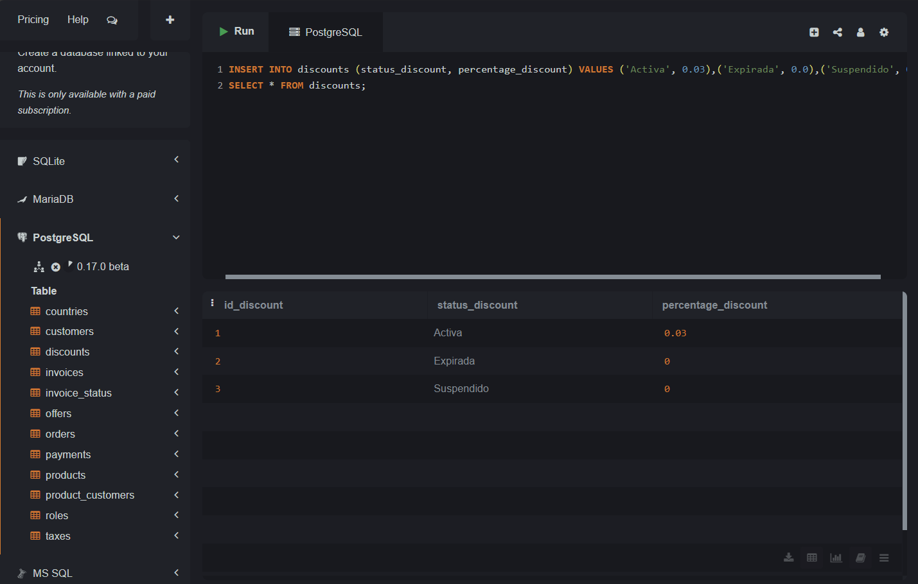 Pricing Help
Create a database linked to your
account.
This is only available with a paid
subscription.
SQLite
MariaDB
PostgreSQL
0.17.0 beta
Table
countries
customers
discounts
invoices
invoice_status
offers
orders
payments
products
product_customers
roles
taxes
MS SQL
Run PostgreSQL
1 INSERT INTO discounts (status_discount, percentage_discount) VALUES ('Activa', 0.03),('Expirada', 0.0),('Suspendido',
2 SELECT * FROM discounts;
id_discount status_discount percentage_discount
1 Activa 0.03
2 Expirada 0
3 Suspendido 0